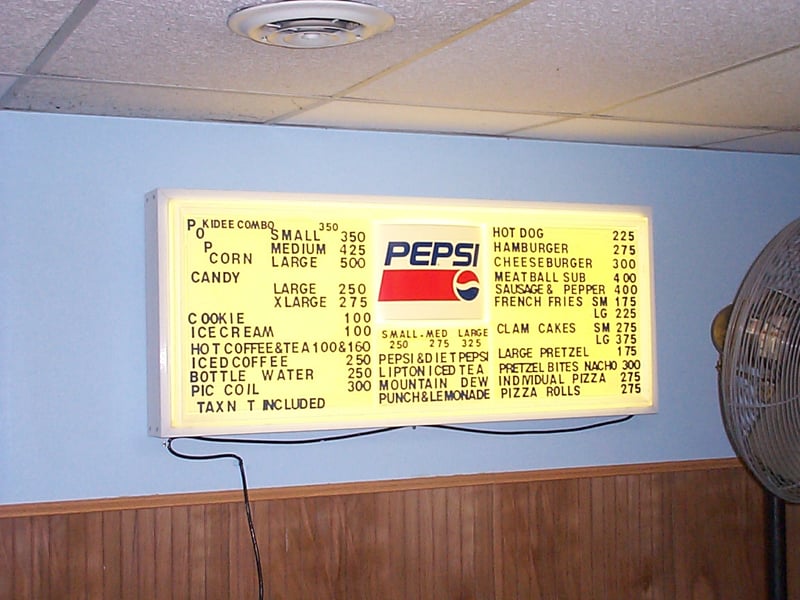 KIDEE COMBO 350
POP CORN
SMALL 350
MEDIUM 425
LARGE 500
CANDY
LARGE 250
XLARGE 275
COOKIE 100
ICE CREAM 100
HOT COFFEE&TEA 100&160
ICED COFFEE 250
BOTTLE WATER 250
PIC COIL 300
TAX N T INCLUDED
PEPSI
SMALL - MED LARGE
250 275 325
PEPSI & DIET PEPSI
LIPTON ICED TEA
MOUNTAIN DEW
PUNCH & LEMONADE
HOT DOG 225
HAMBURGER 275
CHEESEBURGER 300
MEATBALL SUB 400
SAUSAGE & PEPPER 400
FRENCH FRIES SM 175
LG 225
CLAM CAKES SM 275
LG 375
LARGE PRETZEL 175
PRETZEL BITES NACHO 300
INDIVIDUAL PIZZA 275
PIZZA ROLLS 275